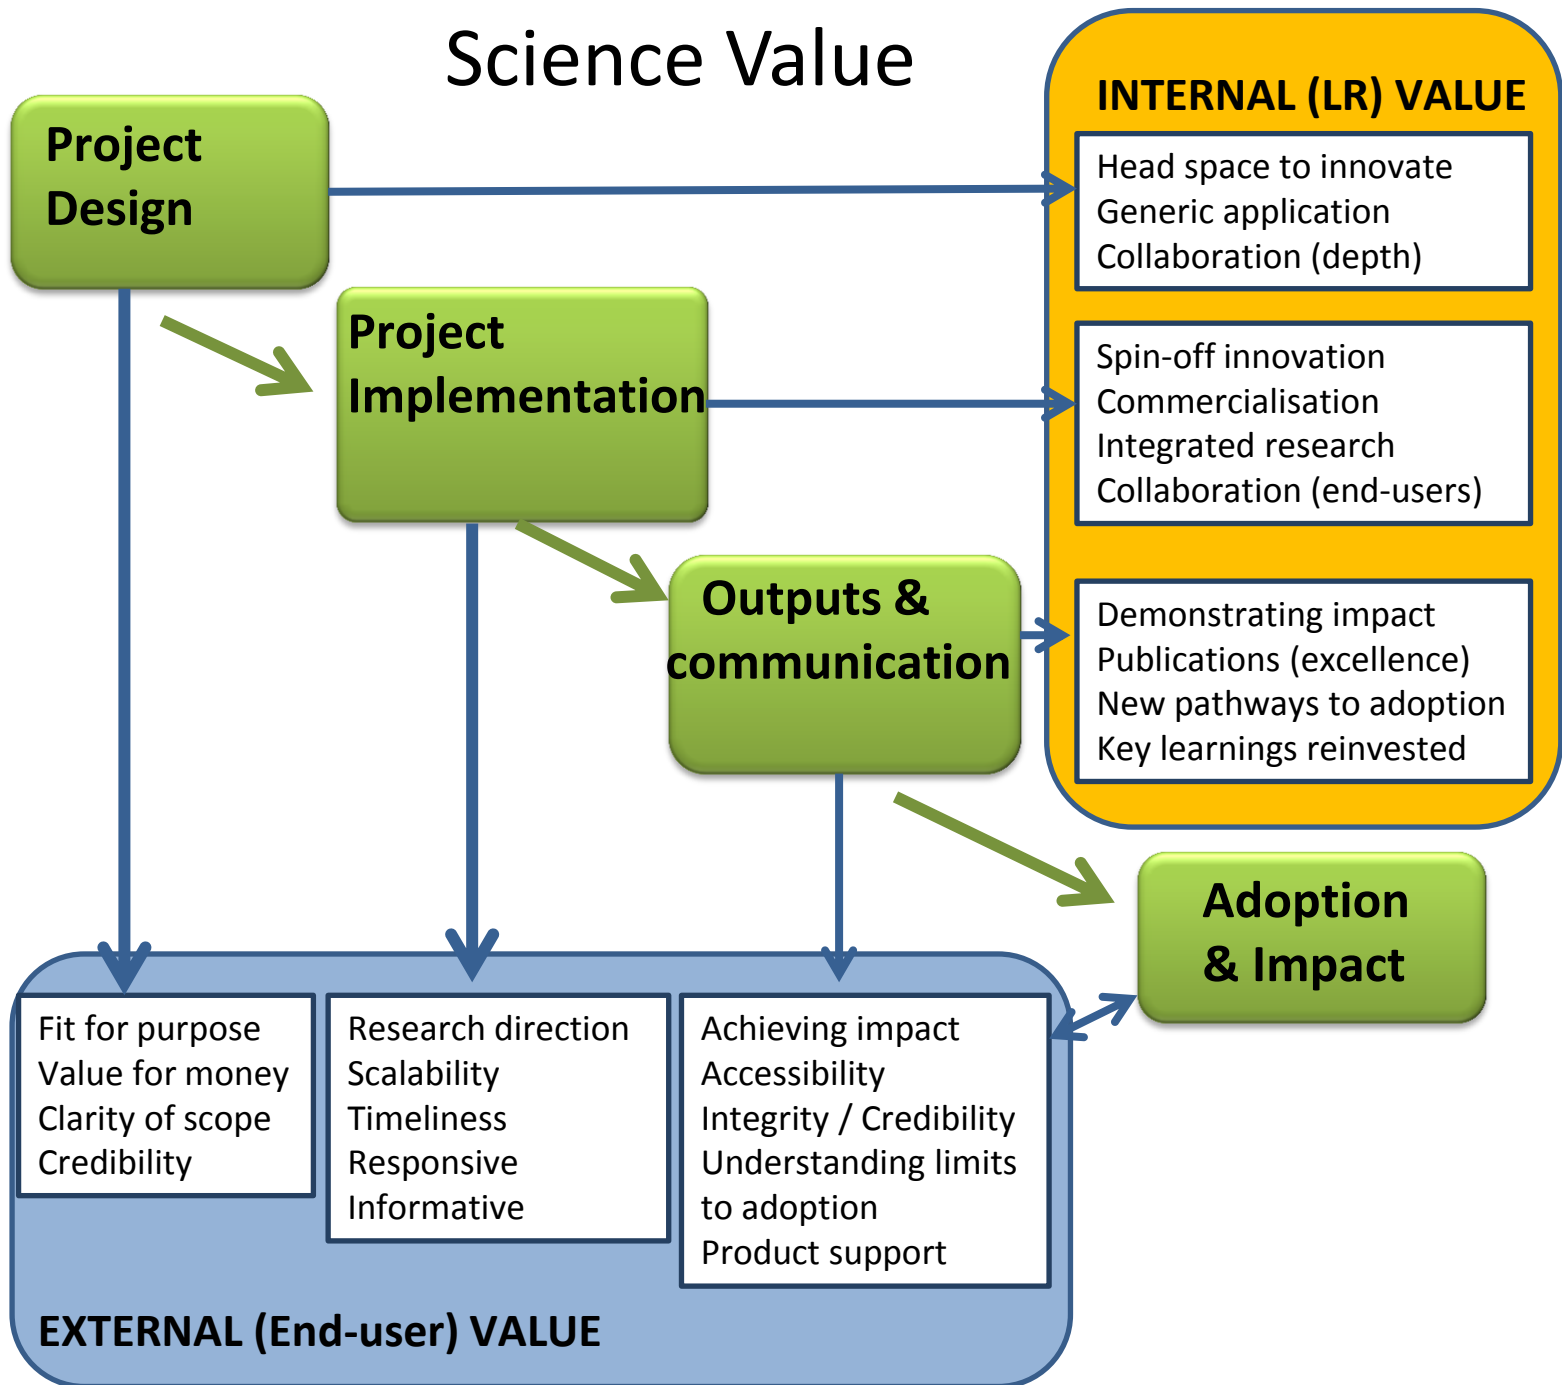 Science Value
Project
Design
Project
Implementation
Outputs &
communication
Adoption
& Impact
INTERNAL (LR) VALUE
Head space to innovate
Generic application
Collaboration (depth)
Spin-off innovation
Commercialisation
Integrated research
Collaboration (end-users)
Demonstrating impact
Publications (excellence)
New pathways to adoption
Key learnings reinvested
Fit for purpose
Value for money
Clarity of scope
Credibility
Research direction
Scalability
Timeliness
Responsive
Informative
Achieving impact
Accessibility
Integrity / Credibility
Understanding limits
to adoption
Product support
EXTERNAL (End-user) VALUE